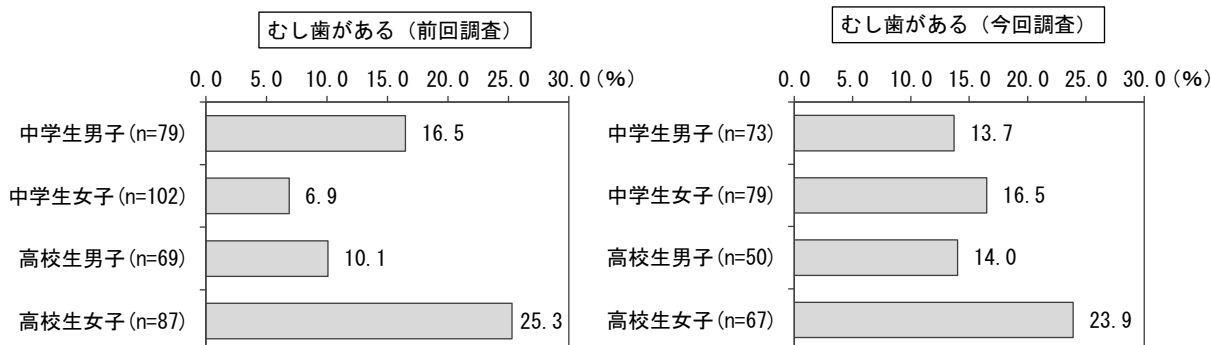 むし歯がある（前回調査）
0.0 5.0 10.0 15.0 20.0 25.0 30.0(%)
中学生男子(n=79) 16.5
中学生女子(n=102) 6.9
高校生男子(n=69) 10.1
高校生女子(n=87) 25.3
むし歯がある（今回調査）
0.0 5.0 10.0 15.0 20.0 25.0 30.0(%)
中学生男子(n=73) 13.7
中学生女子(n=79) 16.5
高校生男子(n=50) 14.0
高校生女子(n=67) 23.9